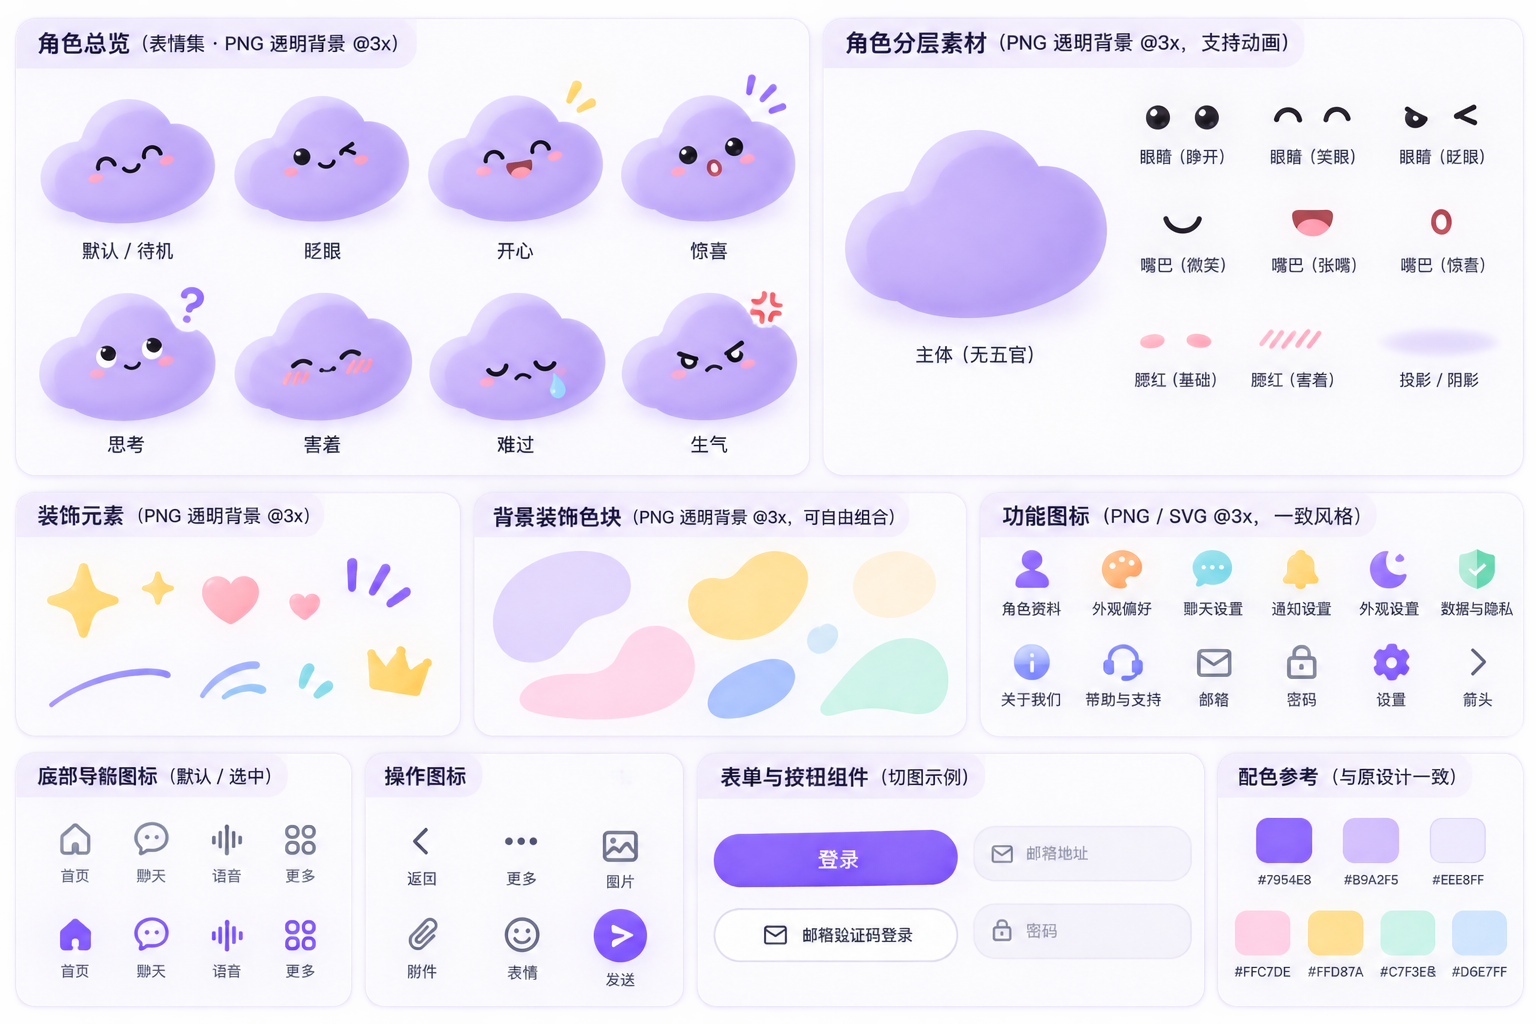 角色总览（表情集 · PNG 透明背景 @3x）
默认 / 待机
眨眼
开心
惊喜
思考
害着
难过
生气
角色分层素材（PNG 透明背景 @3x，支持动画）
主体（无五官）
眼睛（睁开）
眼睛（笑眼）
眼睛（眨眼）
嘴巴（微笑）
嘴巴（张嘴）
嘴巴（惊喜）
腮红（基础）
腮红（害着）
投影 / 阴影
装饰元素（PNG 透明背景 @3x）
背景装饰色块（PNG 透明背景 @3x，可自由组合）
功能图标（PNG / SVG @3x，一致风格）
角色资料
外观偏好
聊天设置
通知设置
外观设置
数据与隐私
关于我们
帮助与支持
邮箱
密码
设置
箭头
底部导航图标（默认 / 选中）
首页
聊天
语音
更多
首页
聊天
语音
更多
操作图标
返回
更多
图片
附件
表情
发送
表单与按钮组件（切图示例）
登录
邮箱地址
邮箱验证码登录
密码
配色参考（与原设计一致）
#7954E8
#B9A2F5
#EEE8FF
#FFC7DE
#FFD87A
#C7F3E8
#D6E7FF